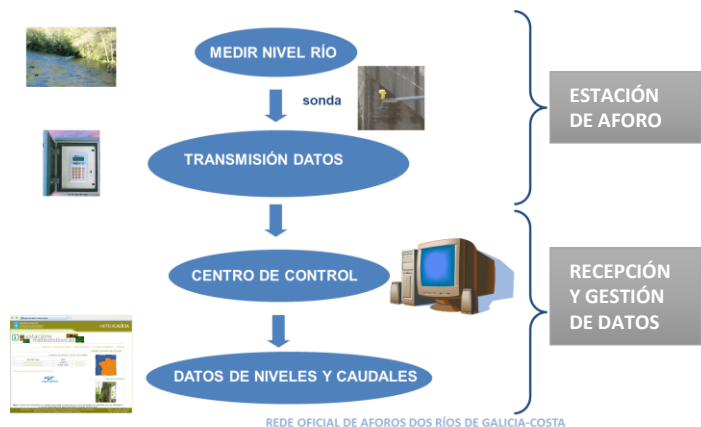 MEDIR NIVEL RÍO
sonda
ESTACIÓN
DE AFORO
TRANSMISIÓN DATOS
CENTRO DE CONTROL
RECEPCIÓN
Y GESTIÓN
DE DATOS
DATOS DE NIVELES Y CAUDALES
REDE OFICIAL DE AFOROS DOS RÍOS DE GALICIA-COSTA